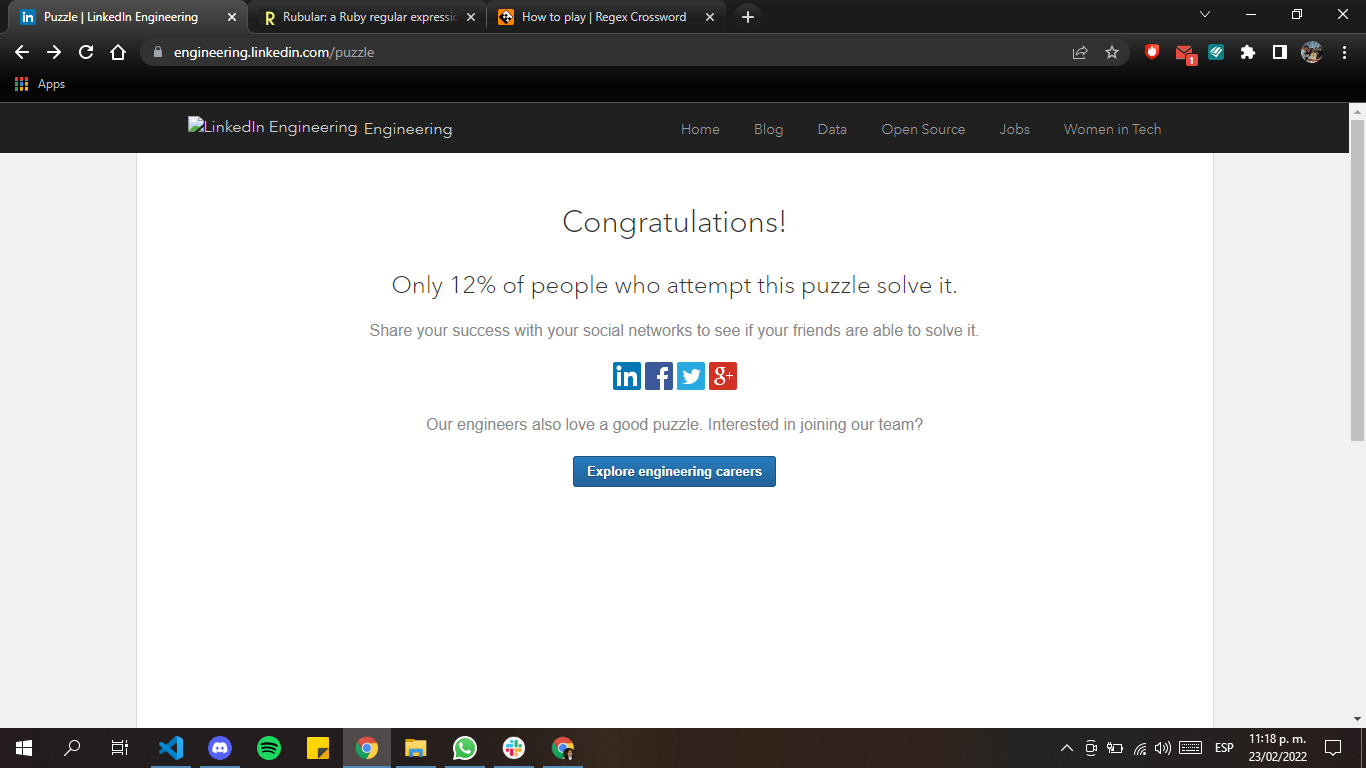 Puzzle | LinkedIn Engineering
Rubular: a Ruby regular expressic
How to play | Regex Crossword
engineering.linkedin.com/puzzle
1
Apps
LinkedIn Engineering Engineering
Home Blog Data Open Source Jobs Women in Tech
Congratulations!
Only 12% of people who attempt this puzzle solve it.
Share your success with your social networks to see if your friends are able to solve it.
in f g+
Our engineers also love a good puzzle. Interested in joining our team?
Explore engineering careers
ESP
11:18 p. m.
23/02/2022